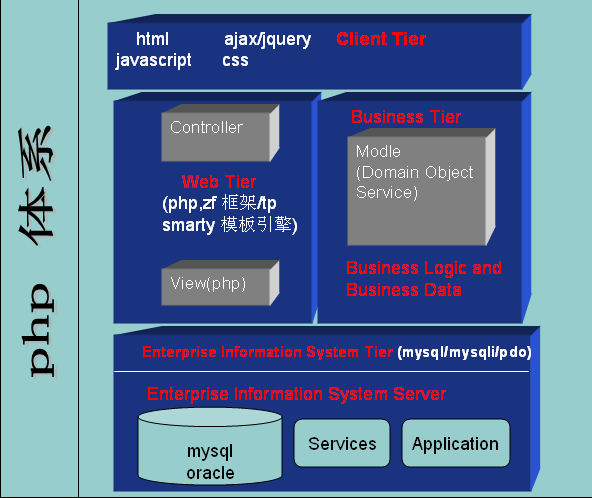 php 体系
html ajax/jquery Client Tier
javascript css
Controller
Web Tier
(php,zf 框架/tp
smarty 模板引擎)
View(php)
Business Tier
Modle
(Domain Object
Service)
Business Logic and
Business Data
Enterprise Information System Tier (mysql/mysqli/pdo)
Enterprise Information System Server
mysql
oracle
Services
Application